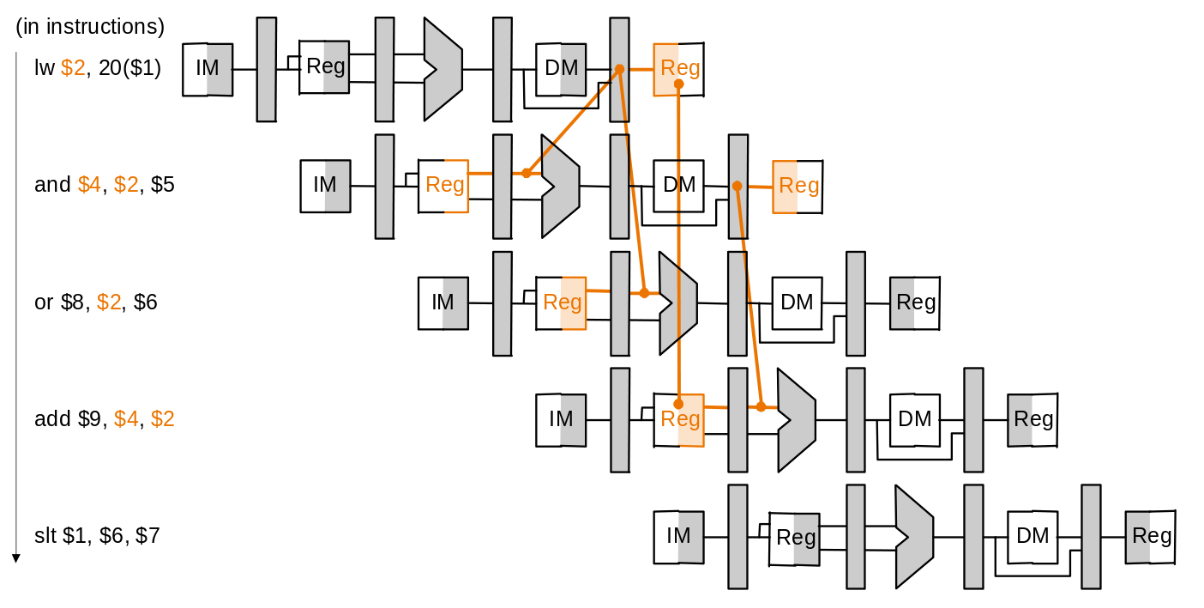 (in instructions)
lw $2, 20($1) IM Reg DM Reg
and $4, $2, $5 IM Reg DM Reg
or $8, $2, $6 IM Reg DM Reg
add $9, $4, $2 IM Reg DM Reg
slt $1, $6, $7 IM Reg DM Reg